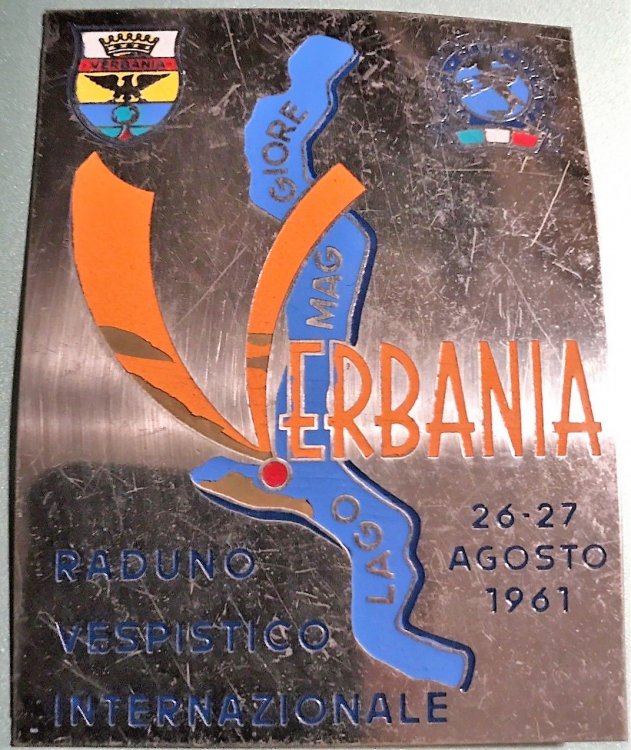 VERBANIA
GIORE
MAG
VERBANIA
LAGO
26-27
AGOSTO
1961
RADUNO
VESPISTICO
INTERNAZIONALE